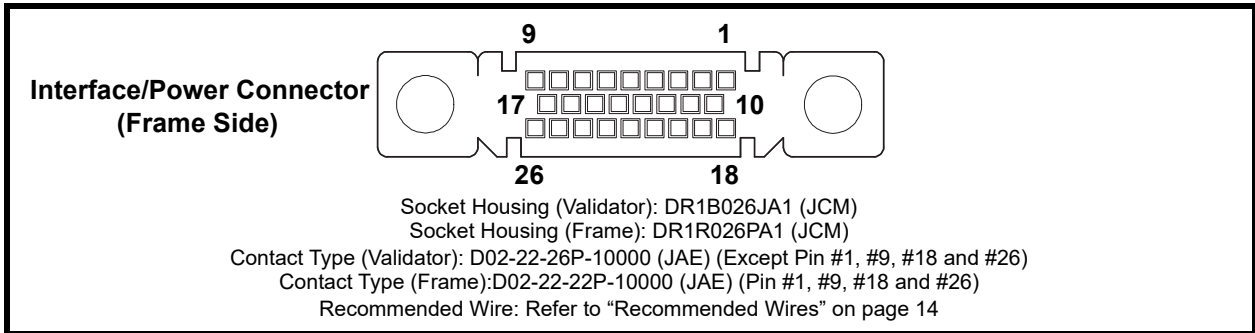 9 1
Interface/Power Connector
(Frame Side)
17 10
26 18
Socket Housing (Validator): DR1B026JA1 (JCM)
Socket Housing (Frame): DR1R026PA1 (JCM)
Contact Type (Validator): D02-22-26P-10000 (JAE) (Except Pin #1, #9, #18 and #26)
Contact Type (Frame):D02-22-22P-10000 (JAE) (Pin #1, #9, #18 and #26)
Recommended Wire: Refer to “Recommended Wires” on page 14